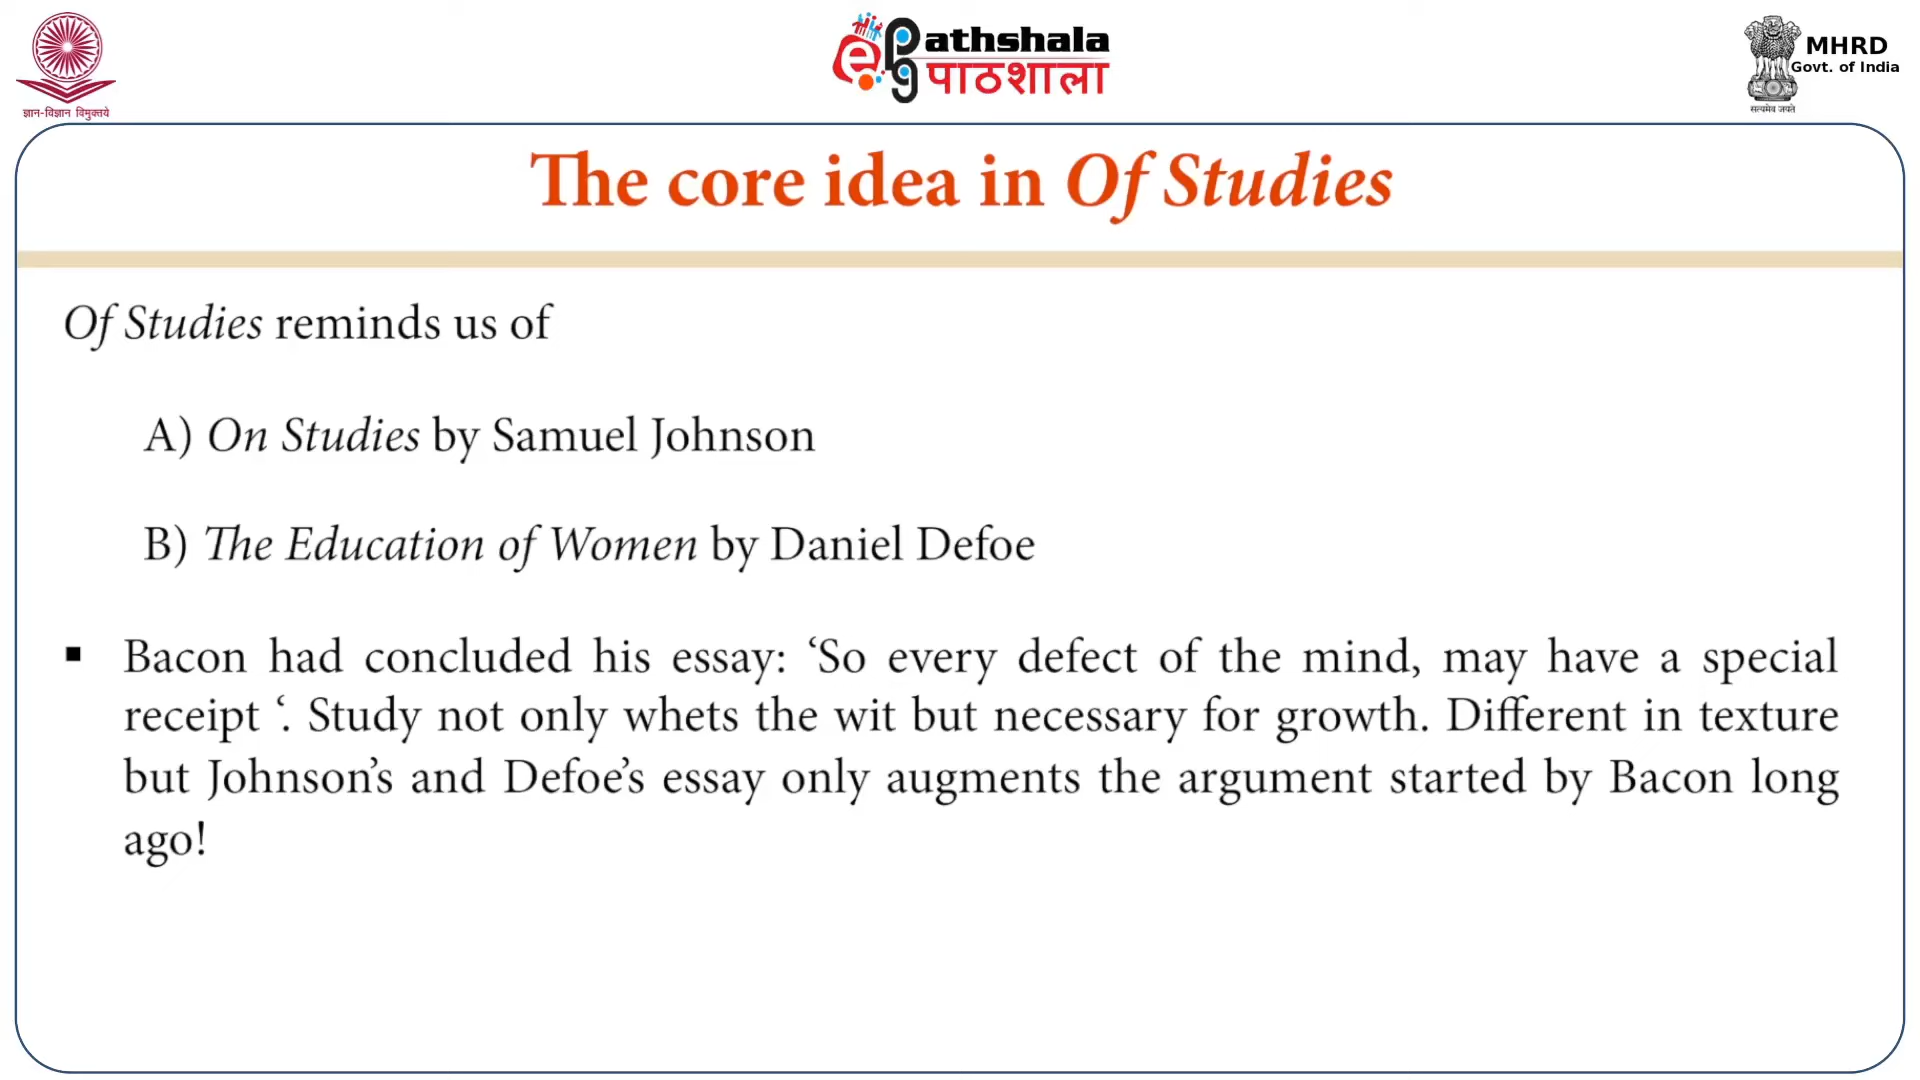 ज्ञान-विज्ञान विमुक्तये
ePathshala
पाठशाला
MHRD
Govt. of India
सत्यमेव जयते
The core idea in Of Studies
Of Studies reminds us of
A) On Studies by Samuel Johnson
B) The Education of Women by Daniel Defoe
▪ Bacon had concluded his essay: ‘So every defect of the mind, may have a special
receipt ‘. Study not only whets the wit but necessary for growth. Different in texture
but Johnson’s and Defoe’s essay only augments the argument started by Bacon long
ago!